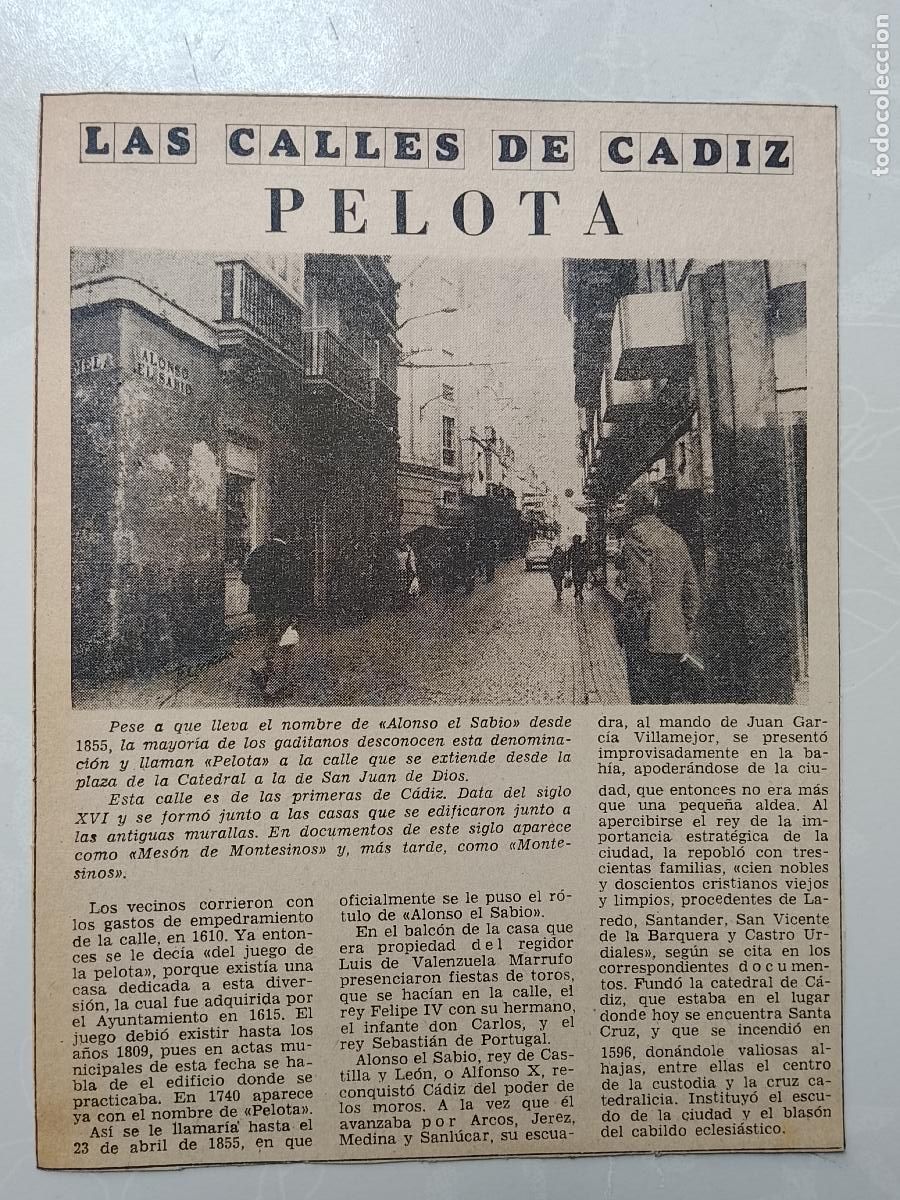 LAS CALLES DE CADIZ
PELOTA
ALONSO
EL SABIO
Pese a que lleva el nombre de «Alonso el Sabio» desde
1855, la mayoría de los gaditanos desconocen esta denomina-
ción y llaman «Pelota» a la calle que se extiende desde la
plaza de la Catedral a la de San Juan de Dios.
Esta calle es de las primeras de Cádiz. Data del siglo
XVI y se formó junto a las casas que se edificaron junto a
las antiguas murallas. En documentos de este siglo aparece
como «Mesón de Montesinos» y, más tarde, como «Monte-
sinos».
Los vecinos corrieron con
los gastos de empedramiento
de la calle, en 1610. Ya enton-
ces se le decía «del juego de
la pelota», porque existía una
casa dedicada a esta diver-
sión, la cual fue adquirida por
el Ayuntamiento en 1615. El
juego debió existir hasta los
años 1809, pues en actas mu-
nicipales de esta fecha se ha-
bla de el edificio donde se
practicaba. En 1740 aparece
ya con el nombre de «Pelota».
Así se le llamaría hasta el
23 de abril de 1855, en que
oficialmente se le puso el ró-
tulo de «Alonso el Sabio».
En el balcón de la casa que
era propiedad del regidor
Luis de Valenzuela Marrufo
presenciaron fiestas de toros,
que se hacían en la calle, el
rey Felipe IV con su hermano,
el infante don Carlos, y el
rey Sebastián de Portugal.
Alonso el Sabio, rey de Cas-
tilla y León, o Alfonso X, re-
conquistó Cádiz del poder de
los moros. A la vez que él
avanzaba por Arcos, Jerez,
Medina y Sanlúcar, su escua-
dra, al mando de Juan Gar-
cía Villamejor, se presentó
improvisadamente en la ba-
hía, apoderándose de la ciu-
dad, que entonces no era más
que una pequeña aldea. Al
apercibirse el rey de la im-
portancia estratégica de la
ciudad, la repobló con tres-
cientas familias, «cien nobles
y doscientos cristianos viejos
y limpios, procedentes de La-
redo, Santander, San Vicente
de la Barquera y Castro Ur-
diales», según se cita en los
correspondientes documen-
tos. Fundó la catedral de Cá-
diz, que estaba en el lugar
donde hoy se encuentra Santa
Cruz, y que se incendió en
1596, donándole valiosas al-
hajas, entre ellas el centro
de la custodia y la cruz ca-
tedralicia. Instituyó el escu-
do de la ciudad y el blasón
del cabildo eclesiástico.
todocoleccion